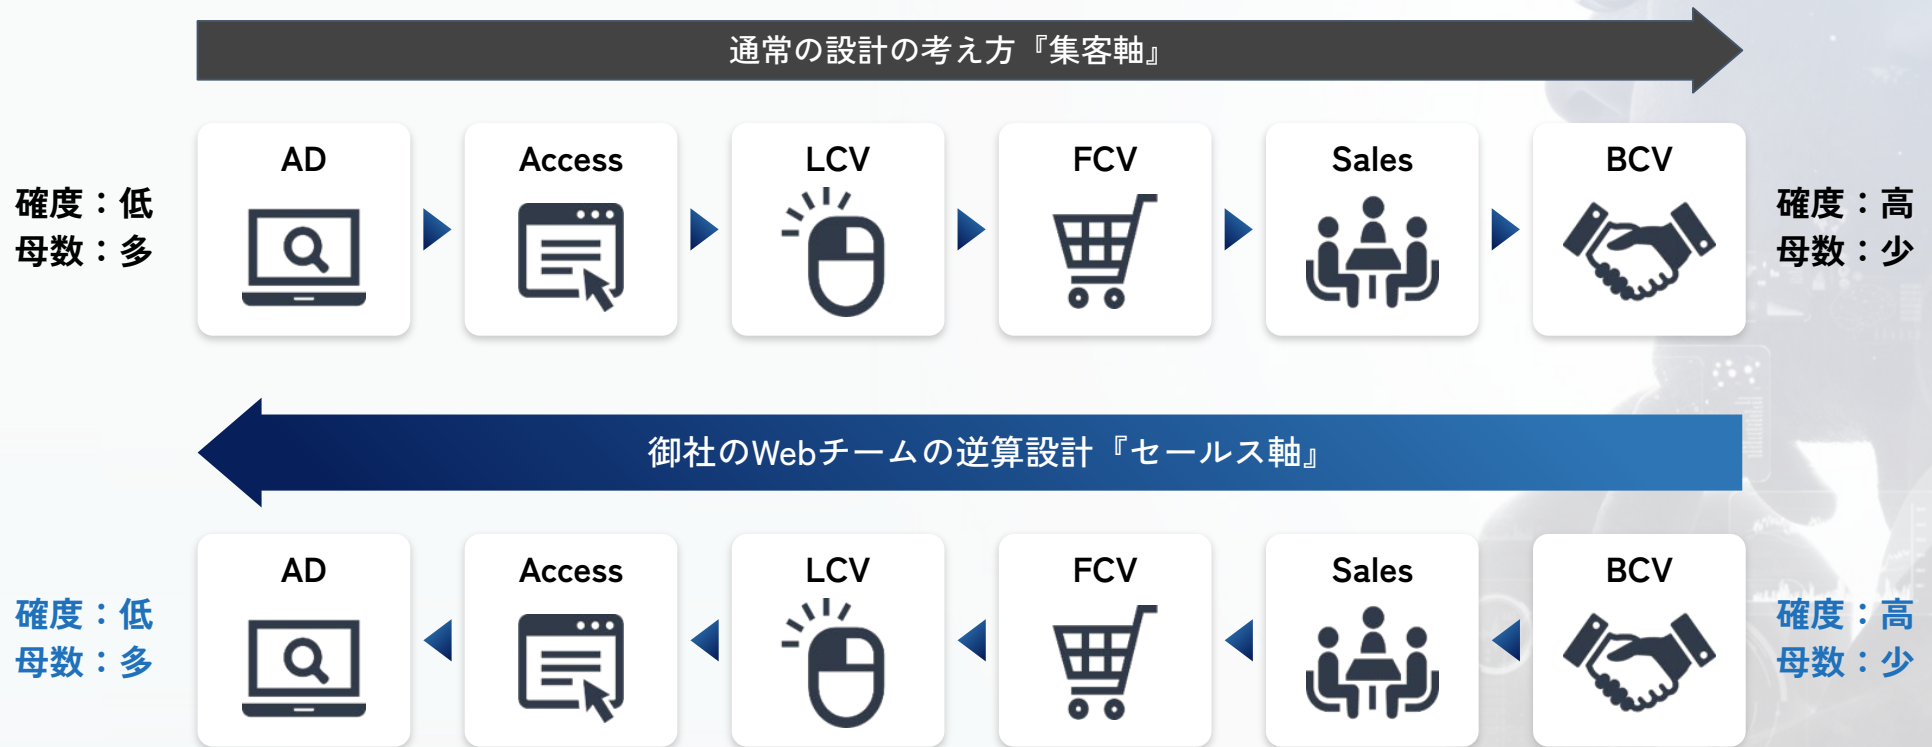 通常の設計の考え方『集客軸』
確度：低
母数：多
AD
Access
LCV
FCV
Sales
BCV
確度：高
母数：少
御社のWebチームの逆算設計『セールス軸』
確度：低
母数：多
AD
Access
LCV
FCV
Sales
BCV
確度：高
母数：少